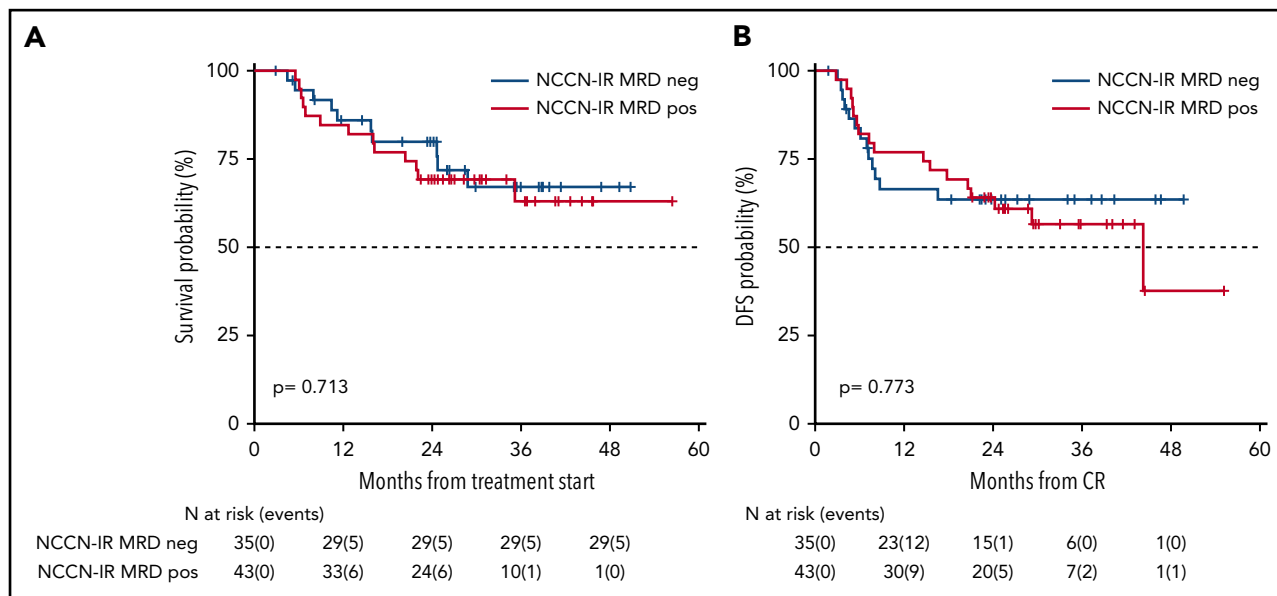 A
100
75
50
25
0
Survival probability (%)
NCCN-IR MRD neg
NCCN-IR MRD pos
p= 0.713
0 12 24 36 48 60
Months from treatment start
B
100
75
50
25
0
DFS probability (%)
NCCN-IR MRD neg
NCCN-IR MRD pos
p= 0.773
0 12 24 36 48 60
Months from CR
N at risk (events)
NCCN-IR MRD neg 35(0) 29(5) 29(5) 29(5) 29(5)
NCCN-IR MRD pos 43(0) 33(6) 24(6) 10(1) 1(0)
N at risk (events)
35(0) 23(12) 15(1) 6(0) 1(0)
43(0) 30(9) 20(5) 7(2) 1(1)